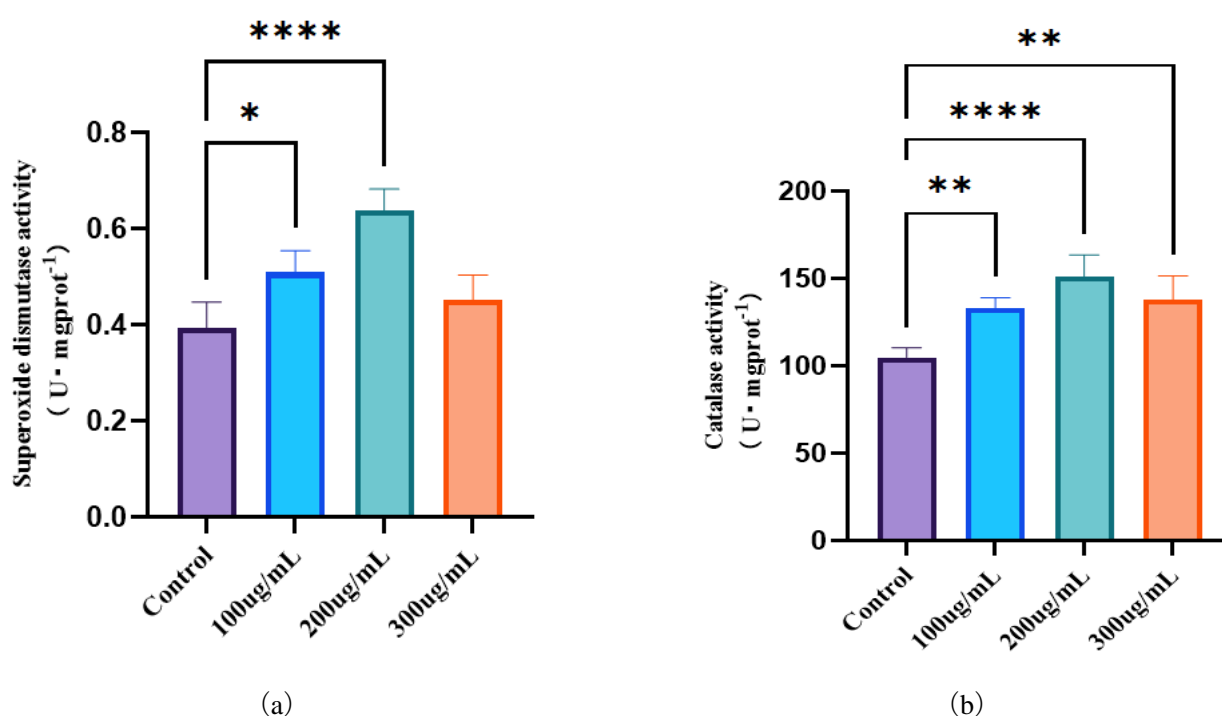 ****
*
0.8
0.6
0.4
0.2
0.0
Superoxide dismutase activity
( U· mgprot-1 )
Control
100ug/mL
200ug/mL
300ug/mL
(a)
**
****
**
200
150
100
50
0
Catalase activity
( U· mgprot-1 )
Control
100ug/mL
200ug/mL
300ug/mL
(b)